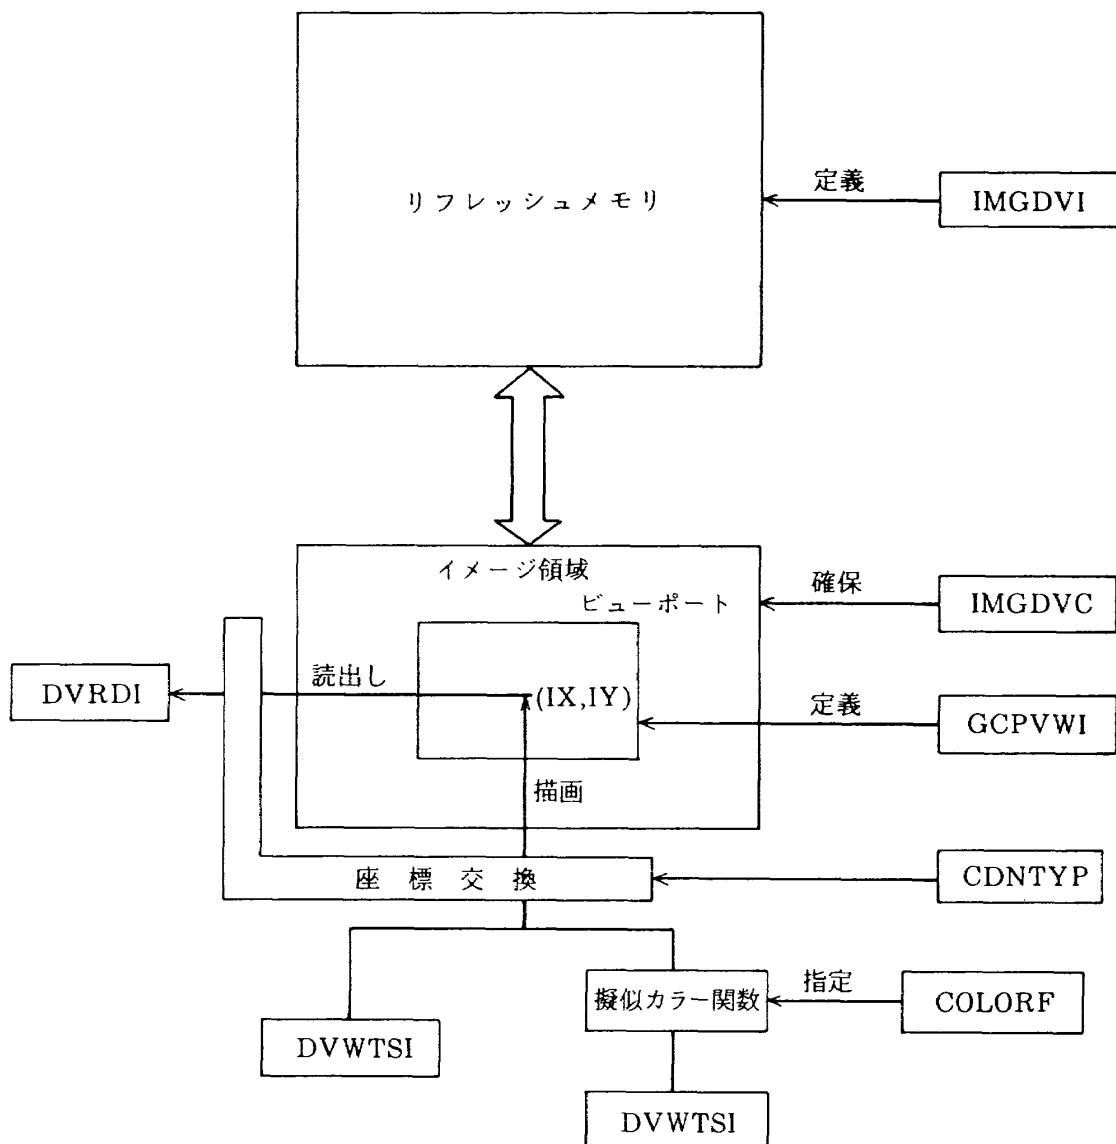 リフレッシュメモリ
定義
IMGDVI
イメージ領域
ビューポート
確保
IMGDVC
DVRDI
読出し
(IX,IY)
定義
GCPVWI
描画
座標交換
CDNTYP
擬似カラー関数
指定
COLORF
DVWTSI
DVWTSI